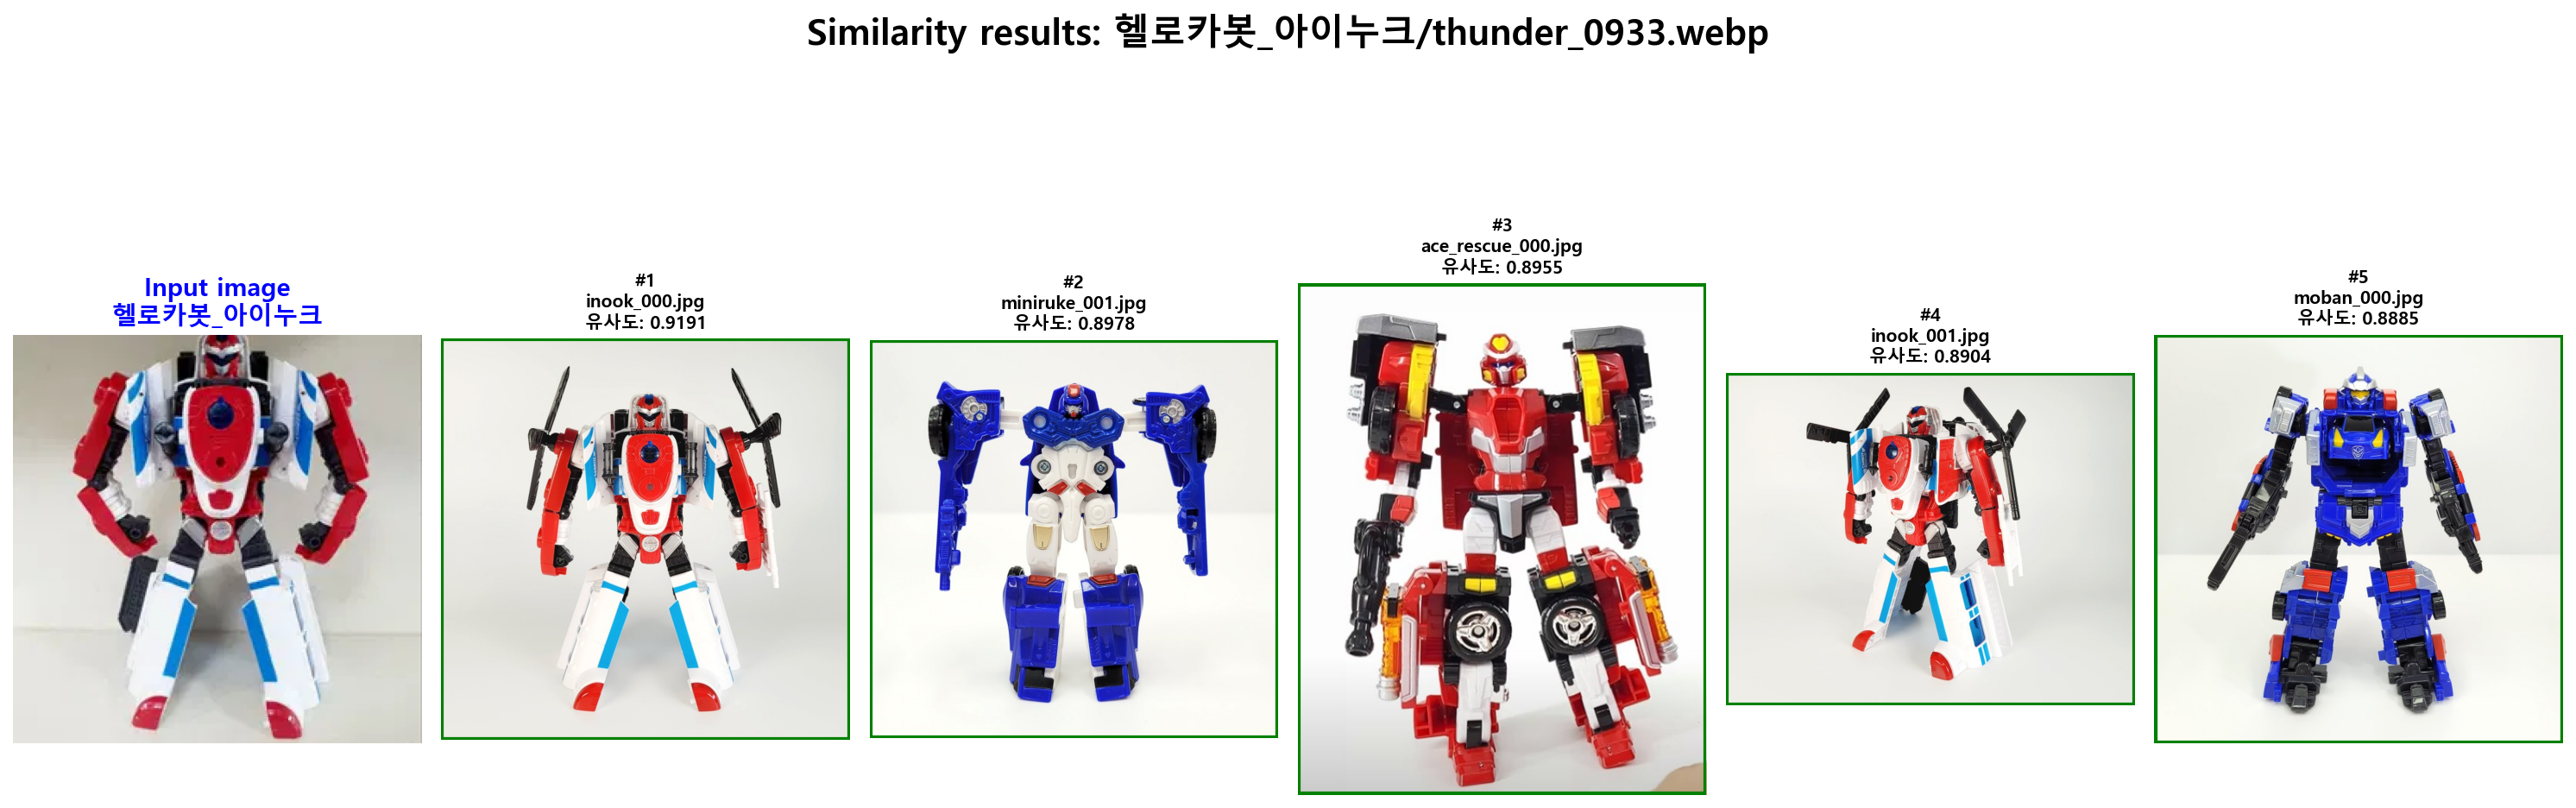 Similarity results: 헬로카봇_아이누크/thunder_0933.webp
Input image
헬로카봇_아이누크
#1
inook_000.jpg
유사도: 0.9191
#2
miniruke_001.jpg
유사도: 0.8978
#3
ace_rescue_000.jpg
유사도: 0.8955
#4
inook_001.jpg
유사도: 0.8904
#5
moban_000.jpg
유사도: 0.8885